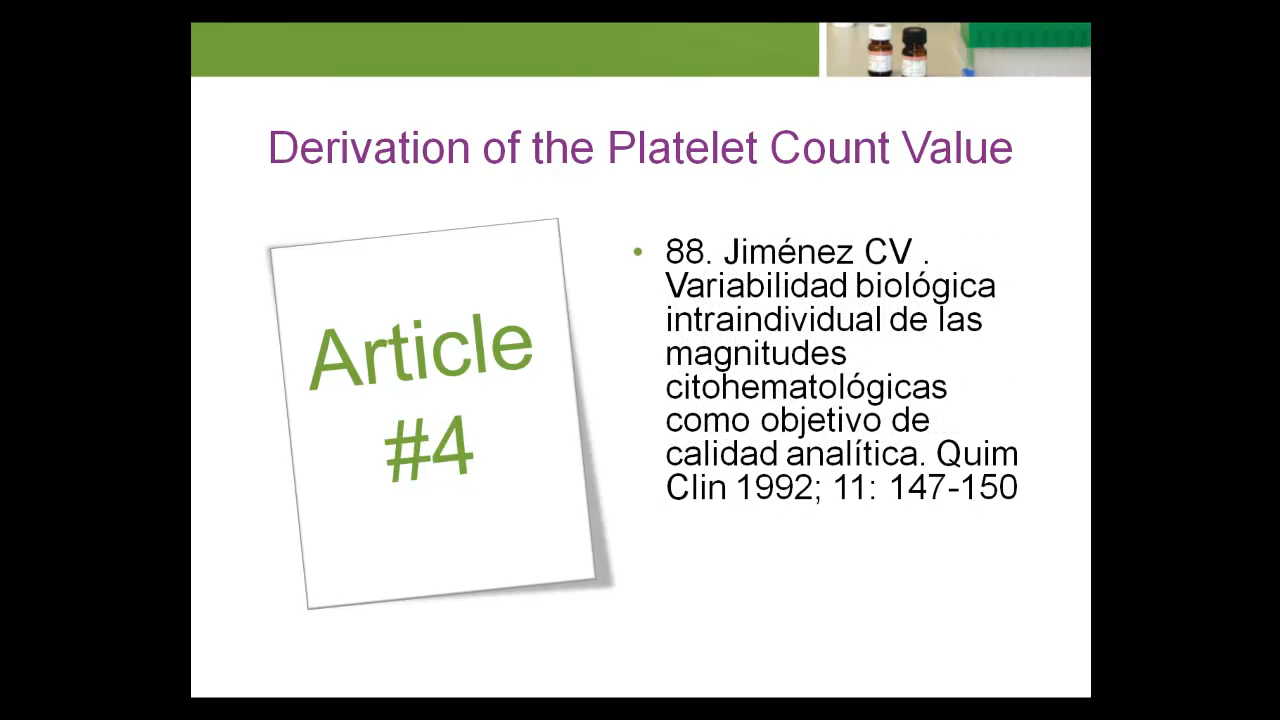 Derivation of the Platelet Count Value
Article
#4
• 88. Jiménez CV .
Variabilidad biológica
intraindividual de las
magnitudes
citohematológicas
como objetivo de
calidad analítica. Quim
Clin 1992; 11: 147-150